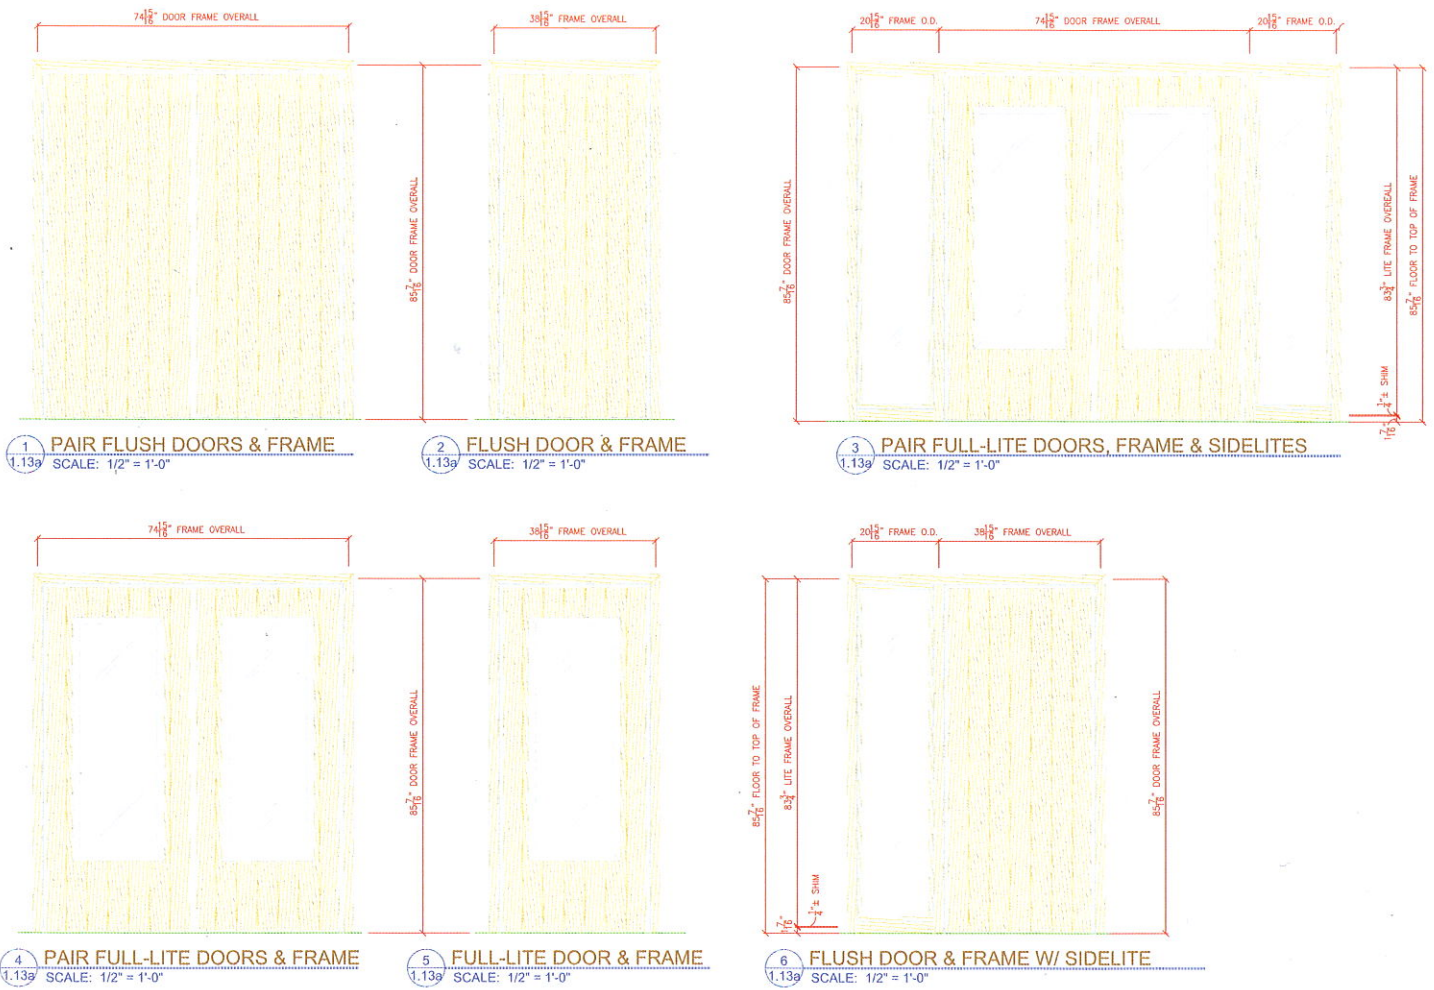 74 15/16" DOOR FRAME OVERALL
38 15/16" FRAME OVERALL
20 15/16" FRAME O.D.
74 15/16" DOOR FRAME OVERALL
20 15/16" FRAME O.D.
85 7/16" DOOR FRAME OVERALL
85 7/16" DOOR FRAME OVERALL
83 3/4" LITE FRAME OVEREALL
85 7/16" FLOOR TO TOP OF FRAME
1/4"± SHIM
1 7/16"
1
1.13a
PAIR FLUSH DOORS & FRAME
SCALE: 1/2" = 1'-0"
2
1.13a
FLUSH DOOR & FRAME
SCALE: 1/2" = 1'-0"
3
1.13a
PAIR FULL-LITE DOORS, FRAME & SIDELITES
SCALE: 1/2" = 1'-0"
74 15/16" FRAME OVERALL
38 15/16" FRAME OVERALL
20 15/16" FRAME O.D.
38 15/16" FRAME OVERALL
85 7/16" DOOR FRAME OVERALL
85 7/16" FLOOR TO TOP OF FRAME
83 3/4" LITE FRAME OVERALL
1/4"± SHIM
1 7/16"
85 7/16" DOOR FRAME OVERALL
4
1.13a
PAIR FULL-LITE DOORS & FRAME
SCALE: 1/2" = 1'-0"
5
1.13a
FULL-LITE DOOR & FRAME
SCALE: 1/2" = 1'-0"
6
1.13a
FLUSH DOOR & FRAME W/ SIDELITE
SCALE: 1/2" = 1'-0"